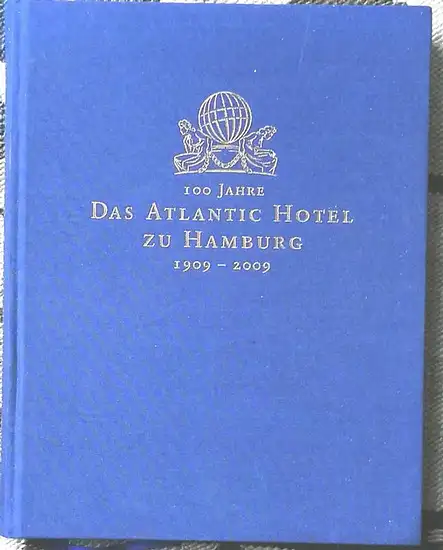 100 Jahre
Das Atlantic Hotel
zu Hamburg
1909 – 2009